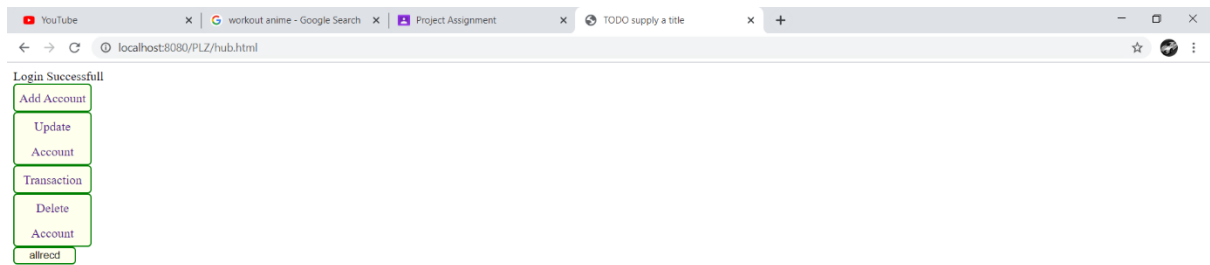 YouTube
workout anime - Google Search
Project Assignment
TODO supply a title
localhost:8080/PLZ/hub.html
Login Successfull
Add Account
Update
Account
Transaction
Delete
Account
allrecd